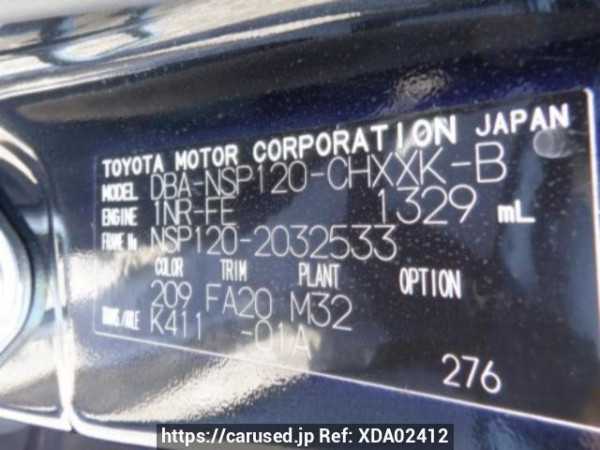 TOYOTA MOTOR CORPORATION JAPAN
MODEL DBA-NSP120-CHXXK-B
ENGINE 1NR-FE 1329 mL
FRAME No NSP120-2032533
COLOR TRIM PLANT OPTION
209 FA20 M32
TRANS./AXLE K411 -01A
276
https://carused.jp Ref: XDA02412